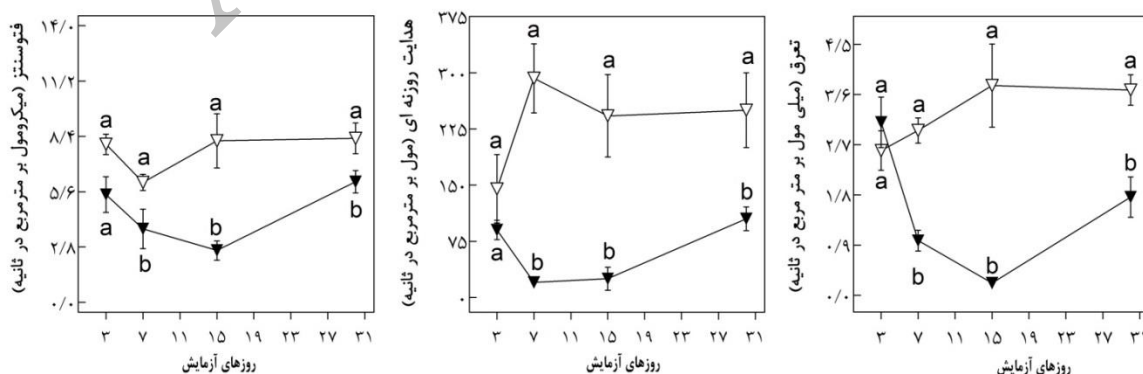 فتوسنتز (میکرومول بر مترمربع در ثانیه)
۱۴/۰
۱۱/۲
۸/۴
۵/۶
۲/۸
۰/۰
a
a
a
a
a
b
b
b
۳ ۷ ۱۱ ۱۵ ۱۹ ۲۳ ۲۷ ۳۱
روزهای آزمایش
هدایت روزنه ای (مول بر مترمربع در ثانیه)
۳۷۵
۳۰۰
۲۲۵
۱۵۰
۷۵
۰
a
a
a
a
a
b
b
b
۳ ۷ ۱۱ ۱۵ ۱۹ ۲۳ ۲۷ ۳۱
روزهای آزمایش
تعرق (میلی مول بر متر مربع در ثانیه)
۴/۵
۳/۶
۲/۷
۱/۸
۰/۹
۰/۰
a
a
a
a
a
b
b
b
۳ ۷ ۱۱ ۱۵ ۱۹ ۲۳ ۲۷ ۳۱
روزهای آزمایش